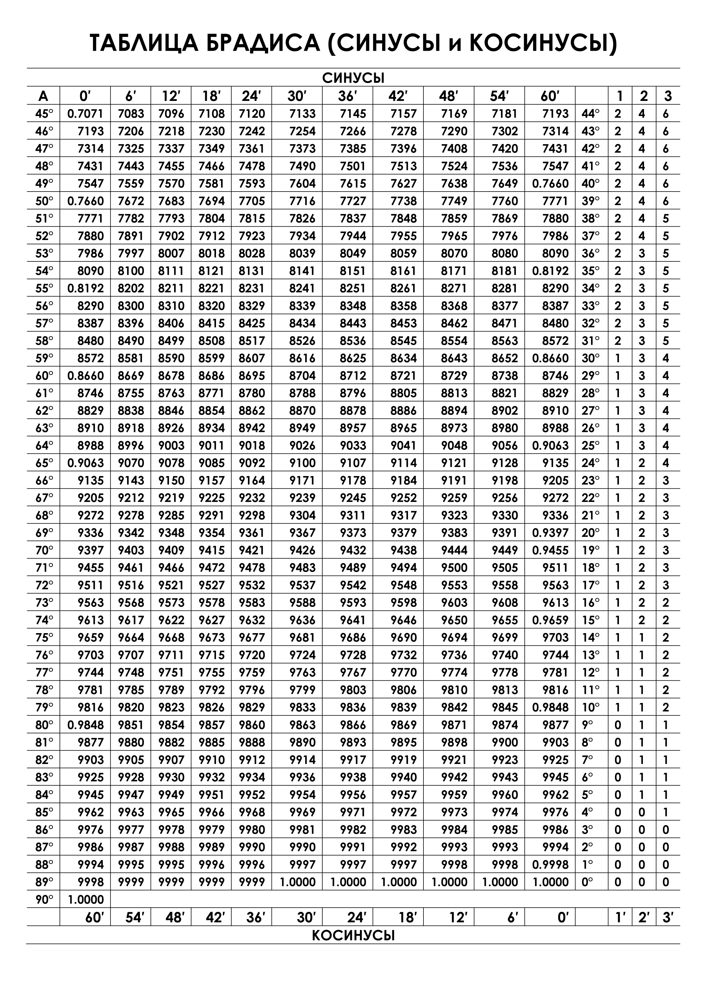 ТАБЛИЦА БРАДИСА (СИНУСЫ и КОСИНУСЫ)
СИНУСЫ
A 0′ 6′ 12′ 18′ 24′ 30′ 36′ 42′ 48′ 54′ 60′ 1 2 3
45° 0.7071 7083 7096 7108 7120 7133 7145 7157 7169 7181 7193 44° 2 4 6
46° 7193 7206 7218 7230 7242 7254 7266 7278 7290 7302 7314 43° 2 4 6
47° 7314 7325 7337 7349 7361 7373 7385 7396 7408 7420 7431 42° 2 4 6
48° 7431 7443 7455 7466 7478 7490 7501 7513 7524 7536 7547 41° 2 4 6
49° 7547 7559 7570 7581 7593 7604 7615 7627 7638 7649 0.7660 40° 2 4 6
50° 0.7660 7672 7683 7694 7705 7716 7727 7738 7749 7760 7771 39° 2 4 6
51° 7771 7782 7793 7804 7815 7826 7837 7848 7859 7869 7880 38° 2 4 5
52° 7880 7891 7902 7912 7923 7934 7944 7955 7965 7976 7986 37° 2 4 5
53° 7986 7997 8007 8018 8028 8039 8049 8059 8070 8080 8090 36° 2 3 5
54° 8090 8100 8111 8121 8131 8141 8151 8161 8171 8181 0.8192 35° 2 3 5
55° 0.8192 8202 8211 8221 8231 8241 8251 8261 8271 8281 8290 34° 2 3 5
56° 8290 8300 8310 8320 8329 8339 8348 8358 8368 8377 8387 33° 2 3 5
57° 8387 8396 8406 8415 8425 8434 8443 8453 8462 8471 8480 32° 2 3 5
58° 8480 8490 8499 8508 8517 8526 8536 8545 8554 8563 8572 31° 2 3 5
59° 8572 8581 8590 8599 8607 8616 8625 8634 8643 8652 0.8660 30° 1 3 4
60° 0.8660 8669 8678 8686 8695 8704 8712 8721 8729 8738 8746 29° 1 3 4
61° 8746 8755 8763 8771 8780 8788 8796 8805 8813 8821 8829 28° 1 3 4
62° 8829 8838 8846 8854 8862 8870 8878 8886 8894 8902 8910 27° 1 3 4
63° 8910 8918 8926 8934 8942 8949 8957 8965 8973 8980 8988 26° 1 3 4
64° 8988 8996 9003 9011 9018 9026 9033 9041 9048 9056 0.9063 25° 1 3 4
65° 0.9063 9070 9078 9085 9092 9100 9107 9114 9121 9128 9135 24° 1 2 4
66° 9135 9143 9150 9157 9164 9171 9178 9184 9191 9198 9205 23° 1 2 3
67° 9205 9212 9219 9225 9232 9239 9245 9252 9259 9256 9272 22° 1 2 3
68° 9272 9278 9285 9291 9298 9304 9311 9317 9323 9330 9336 21° 1 2 3
69° 9336 9342 9348 9354 9361 9367 9373 9379 9383 9391 0.9397 20° 1 2 3
70° 9397 9403 9409 9415 9421 9426 9432 9438 9444 9449 0.9455 19° 1 2 3
71° 9455 9461 9466 9472 9478 9483 9489 9494 9500 9505 9511 18° 1 2 3
72° 9511 9516 9521 9527 9532 9537 9542 9548 9553 9558 9563 17° 1 2 3
73° 9563 9568 9573 9578 9583 9588 9593 9598 9603 9608 9613 16° 1 2 2
74° 9613 9617 9622 9627 9632 9636 9641 9646 9650 9655 0.9659 15° 1 2 2
75° 9659 9664 9668 9673 9677 9681 9686 9690 9694 9699 9703 14° 1 1 2
76° 9703 9707 9711 9715 9720 9724 9728 9732 9736 9740 9744 13° 1 1 2
77° 9744 9748 9751 9755 9759 9763 9767 9770 9774 9778 9781 12° 1 1 2
78° 9781 9785 9789 9792 9796 9799 9803 9806 9810 9813 9816 11° 1 1 2
79° 9816 9820 9823 9826 9829 9833 9836 9839 9842 9845 0.9848 10° 1 1 2
80° 0.9848 9851 9854 9857 9860 9863 9866 9869 9871 9874 9877 9° 0 1 1
81° 9877 9880 9882 9885 9888 9890 9893 9895 9898 9900 9903 8° 0 1 1
82° 9903 9905 9907 9910 9912 9914 9917 9919 9921 9923 9925 7° 0 1 1
83° 9925 9928 9930 9932 9934 9936 9938 9940 9942 9943 9945 6° 0 1 1
84° 9945 9947 9949 9951 9952 9954 9956 9957 9959 9960 9962 5° 0 1 1
85° 9962 9963 9965 9966 9968 9969 9971 9972 9973 9974 9976 4° 0 0 1
86° 9976 9977 9978 9979 9980 9981 9982 9983 9984 9985 9986 3° 0 0 0
87° 9986 9987 9988 9989 9990 9990 9991 9992 9993 9993 9994 2° 0 0 0
88° 9994 9995 9995 9996 9996 9997 9997 9997 9998 9998 0.9998 1° 0 0 0
89° 9998 9999 9999 9999 9999 1.0000 1.0000 1.0000 1.0000 1.0000 1.0000 0° 0 0 0
90° 1.0000
60′ 54′ 48′ 42′ 36′ 30′ 24′ 18′ 12′ 6′ 0′ 1′ 2′ 3′
КОСИНУСЫ